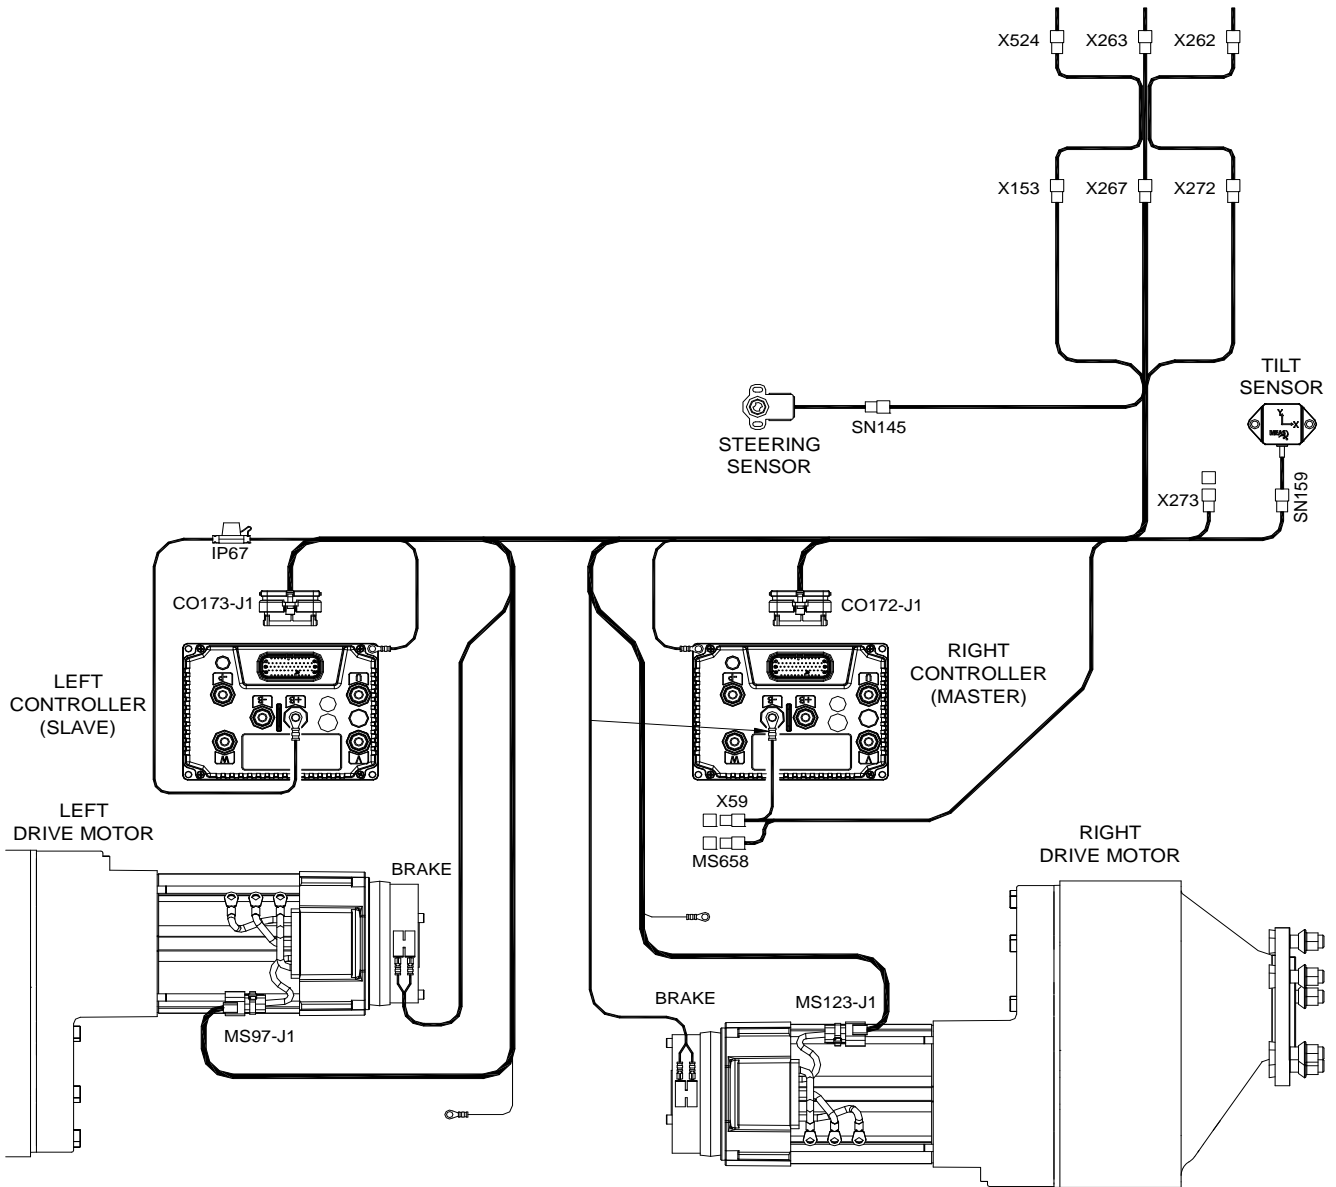 X524
X263
X262
X153
X267
X272
TILT
SENSOR
Y
X
MEAS
SN145
STEERING
SENSOR
X273
SN159
IP67
CO173-J1
CO172-J1
LEFT
CONTROLLER
(SLAVE)
RIGHT
CONTROLLER
(MASTER)
U
-B
+B
W
V
U
-B
+B
W
V
X59
MS658
LEFT
DRIVE MOTOR
BRAKE
RIGHT
DRIVE MOTOR
MS97-J1
BRAKE
MS123-J1